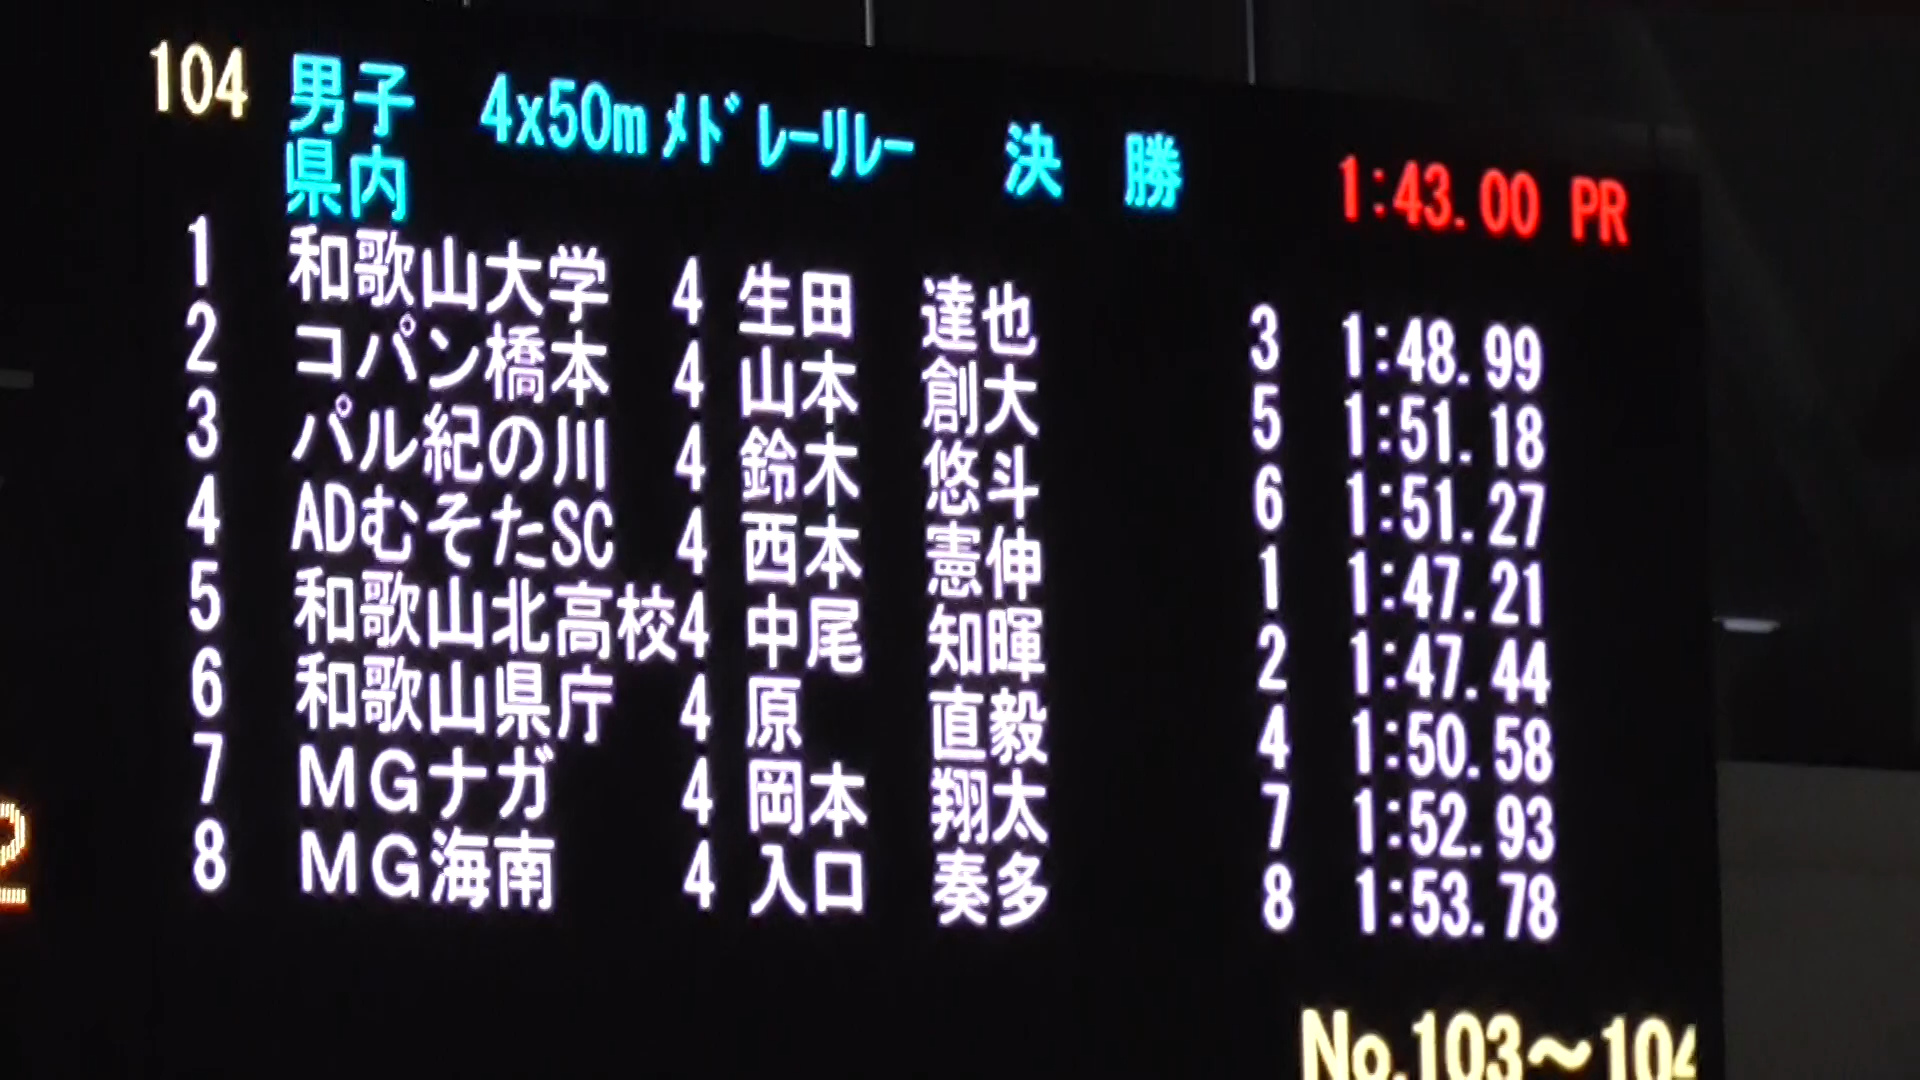 104 男子 4x50mﾒﾄﾞﾚｰﾘﾚｰ 決 勝 1:43.00 PR
県内
1 和歌山大学 4 生田 達也 3 1:48.99
2 コパン橋本 4 山本 創大 5 1:51.18
3 パル紀の川 4 鈴木 悠斗 6 1:51.27
4 ADむそたSC 4 西本 憲伸 1 1:47.21
5 和歌山北高校4 中尾 知暉 2 1:47.44
6 和歌山県庁 4 原 直毅 4 1:50.58
7 ＭＧナガ 4 岡本 翔太 7 1:52.93
8 ＭＧ海南 4 入口 奏多 8 1:53.78
2
No.103～104